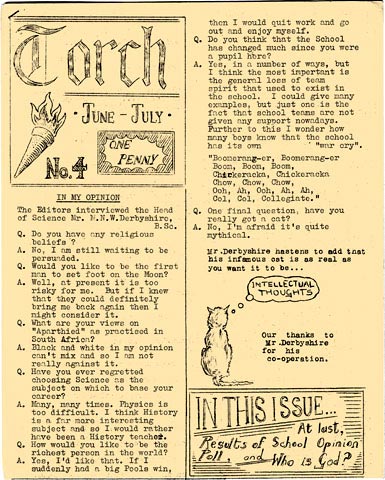 Torch
JUNE - JULY
No. 4
ONE
PENNY
IN MY OPINION
The Editors interviewed the Head
of Science Mr. M.N.W.Derbyshire,
B.Sc.
Q. Do you have any religious
beliefs ?
A. No, I am still waiting to be
persuaded.
Q. Would you like to be the first
man to set foot on the Moon?
A. Well, at present it is too
risky for me. But if I knew
that they could definitely
bring me back again then I
might consider it.
Q. What are your views on
"Aparthied" as practiced in
South Africa?
A. Black and white in my opinion
can't mix and so I am not
really against it.
Q. Have you ever regretted
choosing Science as the
subject on which to base your
career?
A. Many, many times. Physics is
too difficult. I think History
is a far more interesting
subject and so I would rather
have been a History teacher.
Q. How would you like to be the
richest person in the world?
A. Yes, I'd like that. If I
suddenly had a big Pools win,
then I would quit work and go
out and enjoy myself.
Q. Do you think that the School
has changed much since you were
a pupil hbre?
A. Yes, in a number of ways, but
I think the most important is
the general loss of team
spirit that used to exist in
the school. I could give many
examples, but just one is the
fact that school teams are not
given any support nowadays.
Further to this I wonder how
many boys know that the school
has its own ' "war cry".
"Boomerang-er, Boomerang-er
Boom, Boom, Boom,
Chickeracka, Chickeracka
Chow, Chow, Chow,
Ooh, Ah, Ooh, Ah, Ah,
Col, Col, Collegiate."
Q. One final question, have you
really got a cat?
A. No, I'm afraid it's quite
mythical.
Mr.Derbyshire hastens to add that
his infamous cat is as real as
you want it to be...
INTELLECTUAL
THOUGHTS
Our thanks to
Mr.Derbyshire
for his
co-operation.
IN THIS ISSUE...
At last,
Results of School Opinion
Poll, and Who is God?